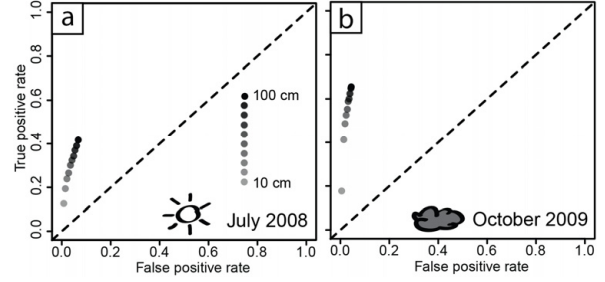 a
b
True positive rate
1.0
0.8
0.6
0.4
0.2
0.0
100 cm
10 cm
July 2008
October 2009
0.0 0.2 0.4 0.6 0.8 1.0
0.0 0.2 0.4 0.6 0.8 1.0
False positive rate
False positive rate